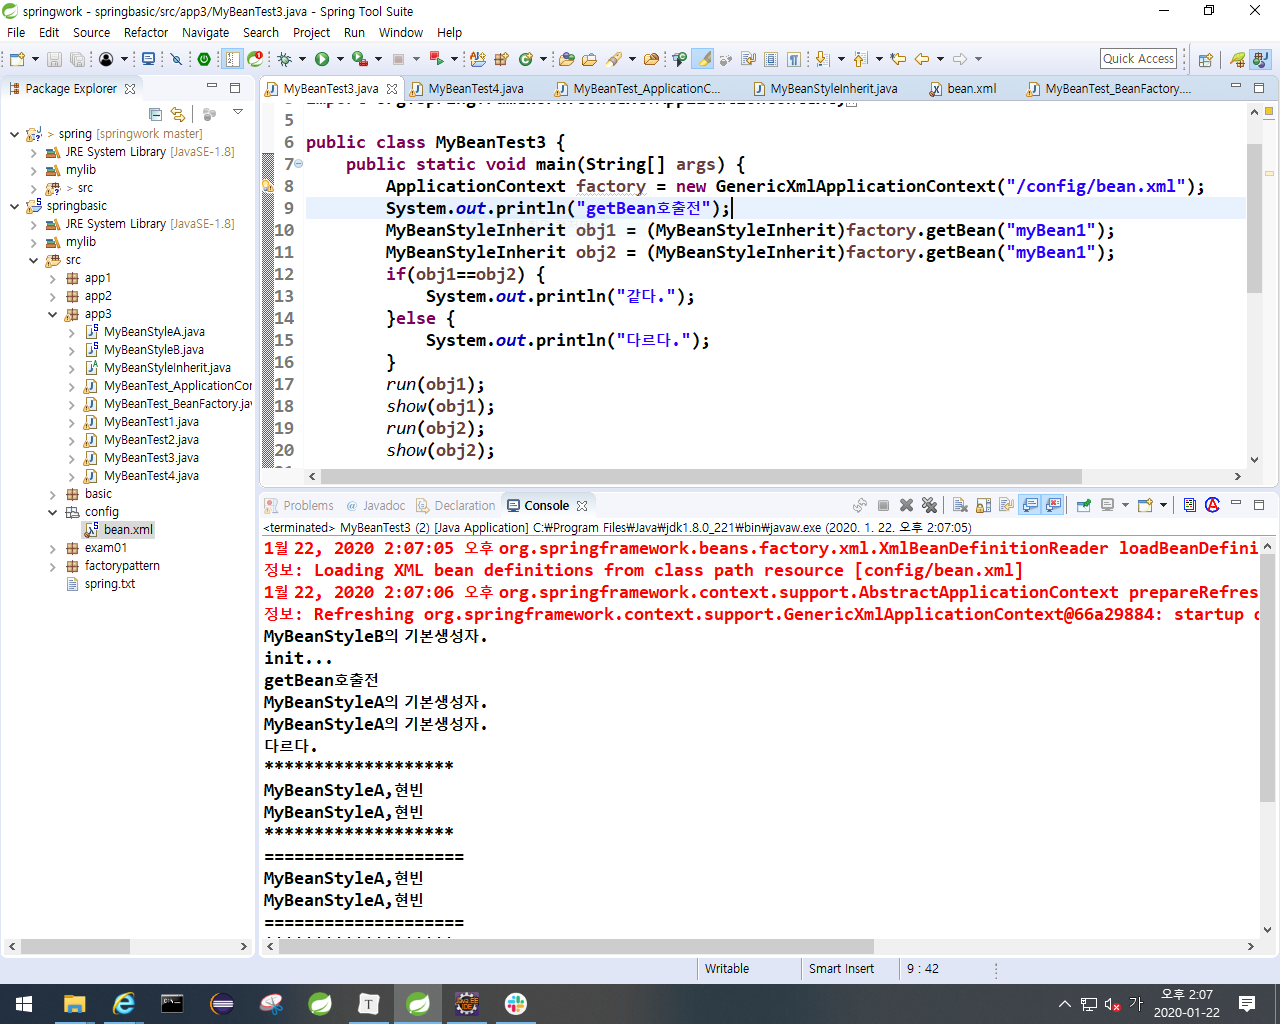 springwork - springbasic/src/app3/MyBeanTest3.java - Spring Tool Suite
File Edit Source Refactor Navigate Search Project Run Window Help
Quick Access
Package Explorer
> spring [springwork master]
JRE System Library [JavaSE-1.8]
mylib
> src
springbasic
JRE System Library [JavaSE-1.8]
mylib
src
app1
app2
app3
MyBeanStyleA.java
MyBeanStyleB.java
MyBeanStyleInherit.java
MyBeanTest_ApplicationCon
MyBeanTest_BeanFactory.jav
MyBeanTest1.java
MyBeanTest2.java
MyBeanTest3.java
MyBeanTest4.java
basic
config
bean.xml
exam01
factorypattern
spring.txt
MyBeanTest3.java MyBeanTest4.java MyBeanTest_ApplicationC... MyBeanStyleInherit.java bean.xml MyBeanTest_BeanFactory....
5
6 public class MyBeanTest3 {
7 public static void main(String[] args) {
8 ApplicationContext factory = new GenericXmlApplicationContext("/config/bean.xml");
9 System.out.println("getBean호출전");
10 MyBeanStyleInherit obj1 = (MyBeanStyleInherit)factory.getBean("myBean1");
11 MyBeanStyleInherit obj2 = (MyBeanStyleInherit)factory.getBean("myBean1");
12 if(obj1==obj2) {
13 System.out.println("같다.");
14 }else {
15 System.out.println("다르다.");
16 }
17 run(obj1);
18 show(obj1);
19 run(obj2);
20 show(obj2);
Problems Javadoc Declaration Console
<terminated> MyBeanTest3 (2) [Java Application] C:₩Program Files₩Java₩jdk1.8.0_221₩bin₩javaw.exe (2020. 1. 22. 오후 2:07:05)
1월 22, 2020 2:07:05 오후 org.springframework.beans.factory.xml.XmlBeanDefinitionReader loadBeanDefini
정보: Loading XML bean definitions from class path resource [config/bean.xml]
1월 22, 2020 2:07:06 오후 org.springframework.context.support.AbstractApplicationContext prepareRefres
정보: Refreshing org.springframework.context.support.GenericXmlApplicationContext@66a29884: startup d
MyBeanStyleB의 기본생성자.
init...
getBean호출전
MyBeanStyleA의 기본생성자.
MyBeanStyleA의 기본생성자.
다르다.
*******************
MyBeanStyleA,현빈
MyBeanStyleA,현빈
*******************
====================
MyBeanStyleA,현빈
MyBeanStyleA,현빈
====================
Writable Smart Insert 9 : 42
가 오후 2:07
2020-01-22